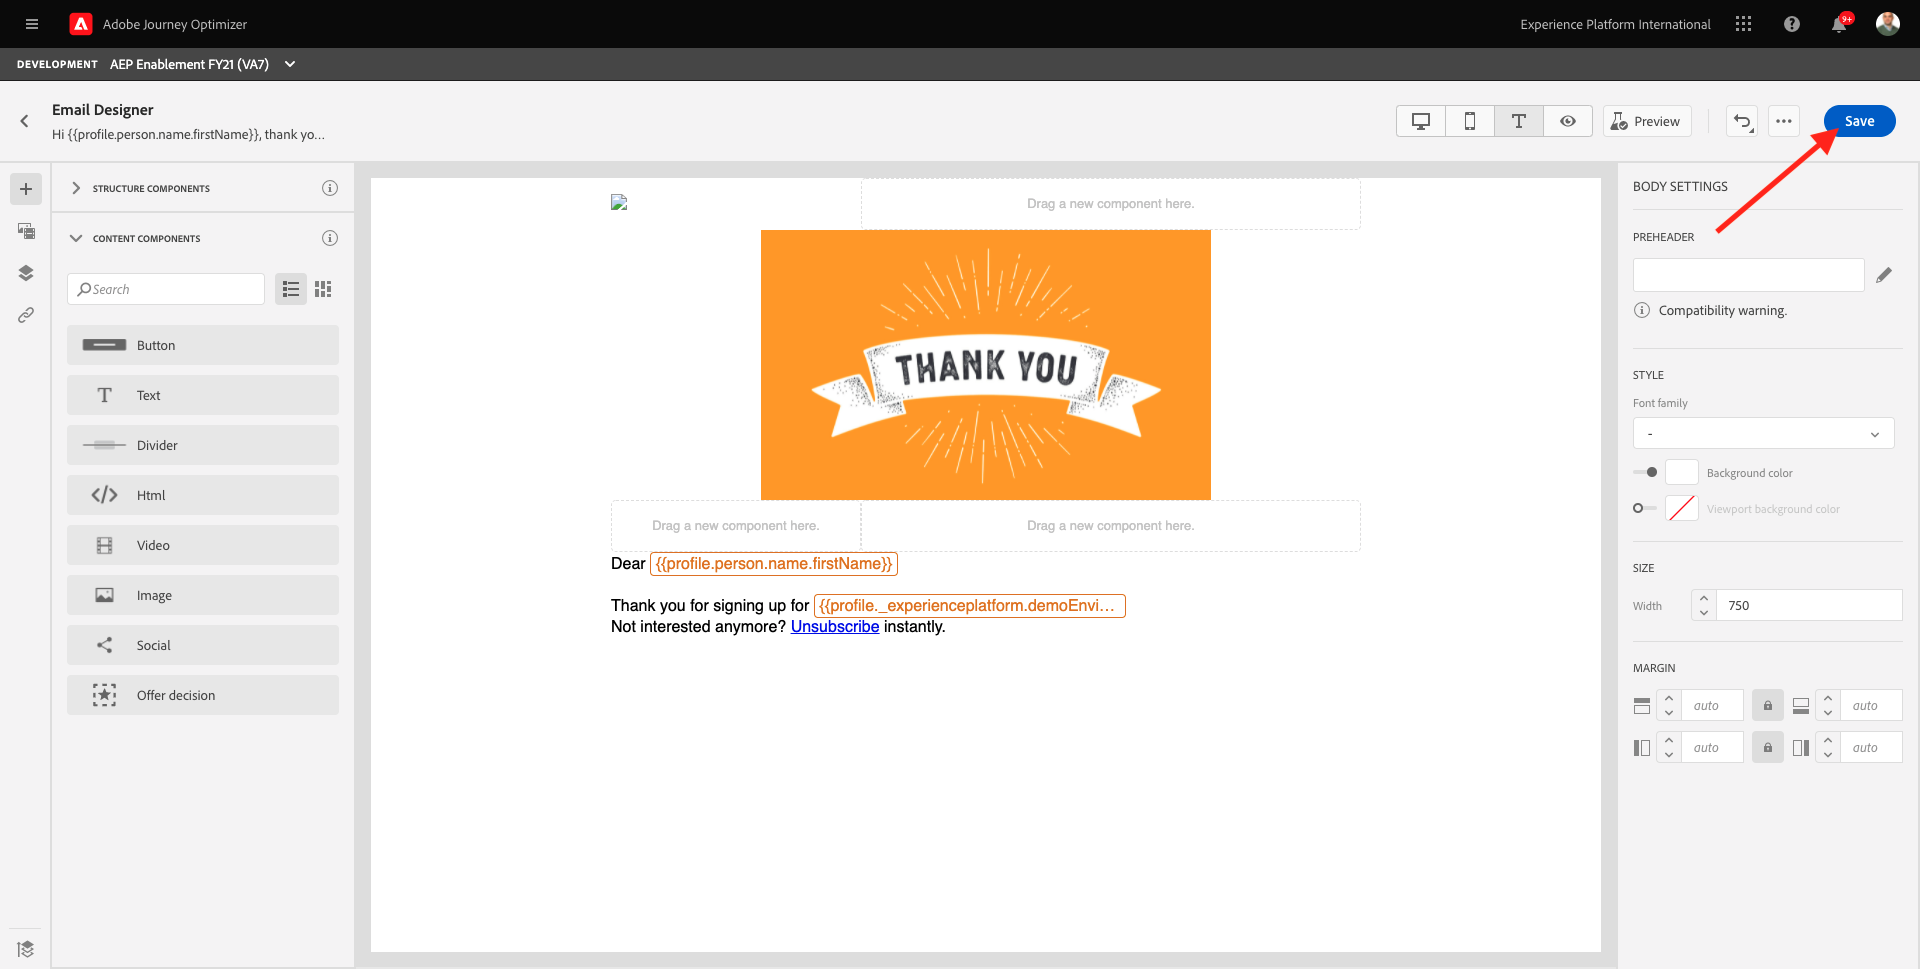 Adobe Journey Optimizer
Experience Platform International
9+
DEVELOPMENT AEP Enablement FY21 (VA7)
Email Designer
Hi {{profile.person.name.firstName}}, thank yo...
Preview
Save
STRUCTURE COMPONENTS
CONTENT COMPONENTS
Search
Button
Text
Divider
Html
Video
Image
Social
Offer decision
Drag a new component here.
THANK YOU
Drag a new component here.
Drag a new component here.
Dear {{profile.person.name.firstName}}
Thank you for signing up for {{profile._experienceplatform.demoEnvi...
Not interested anymore? Unsubscribe instantly.
BODY SETTINGS
PREHEADER
Compatibility warning.
STYLE
Font family
-
Background color
Viewport background color
SIZE
Width 750
MARGIN
auto auto
auto auto